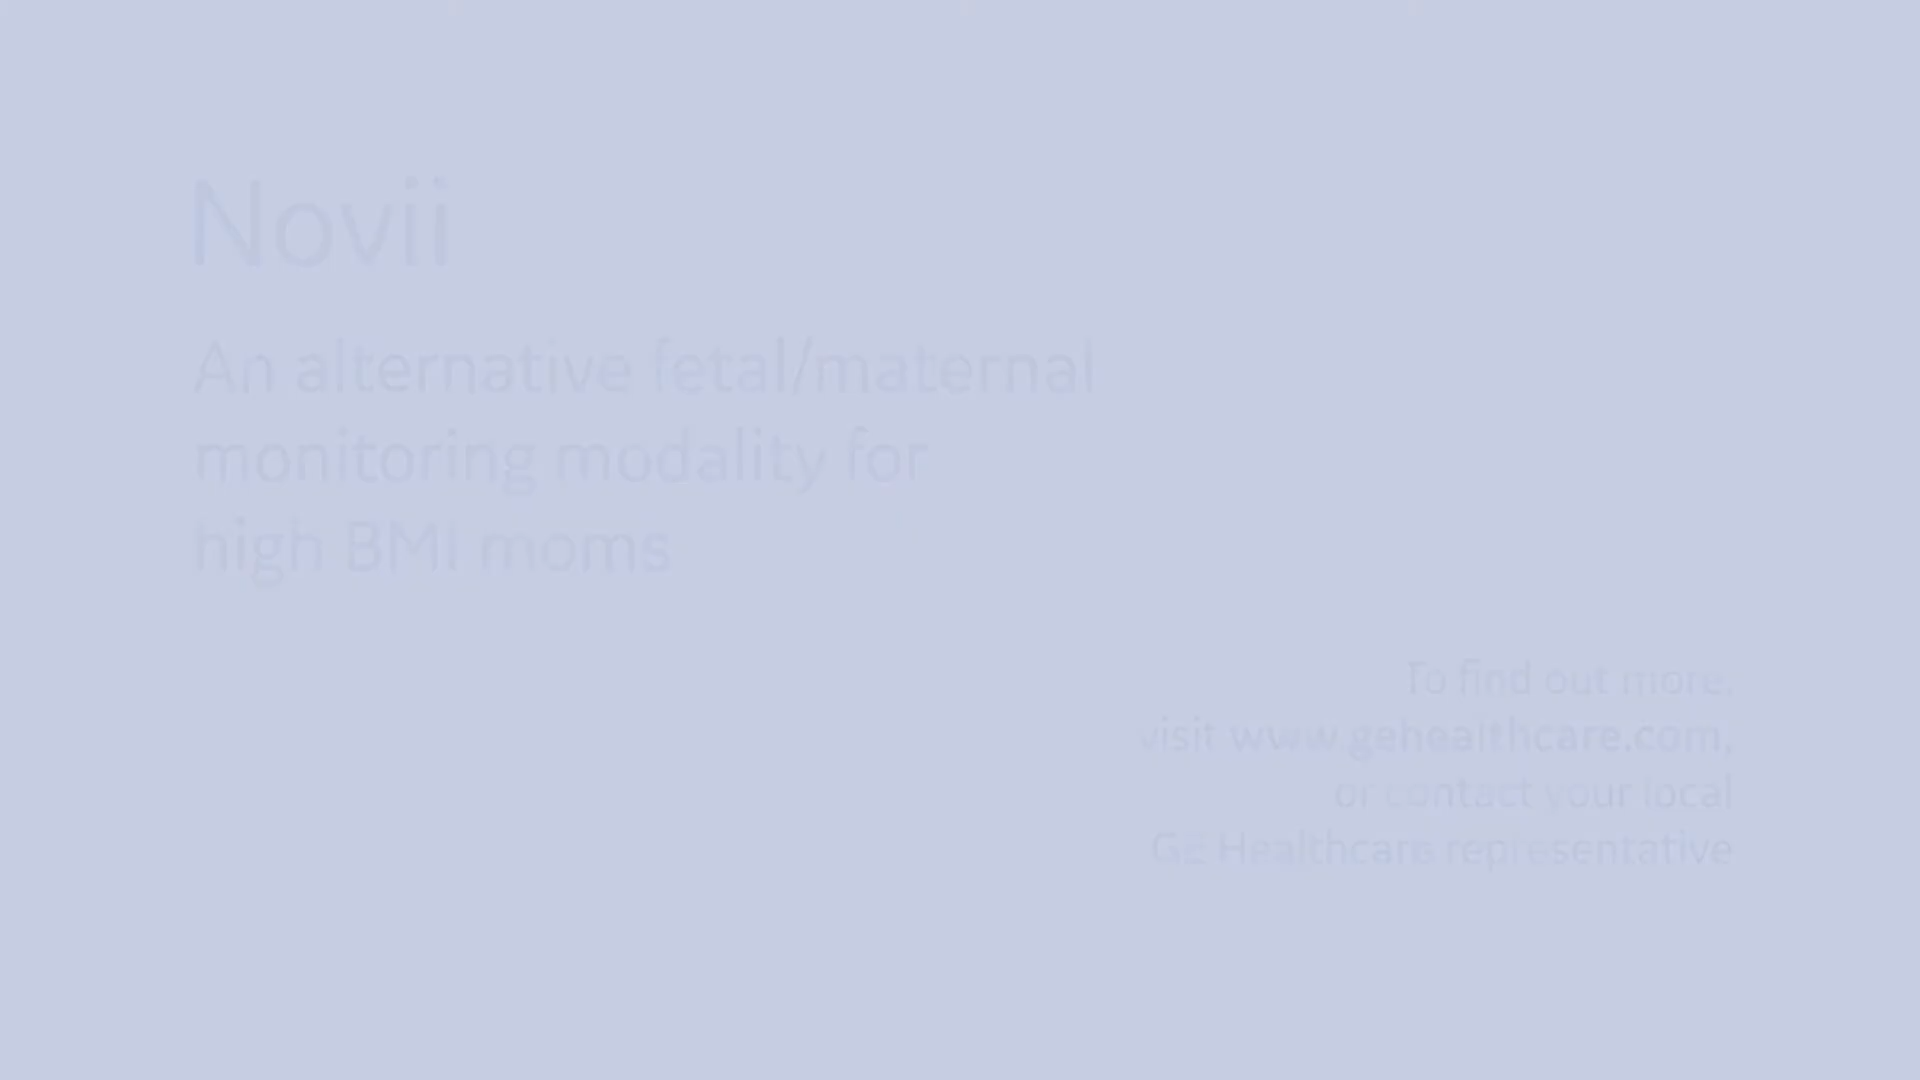 Novii
An alternative fetal/maternal
monitoring modality for
high BMI moms
To find out more,
visit www.gehealthcare.com,
or contact your local
GE Healthcare representative